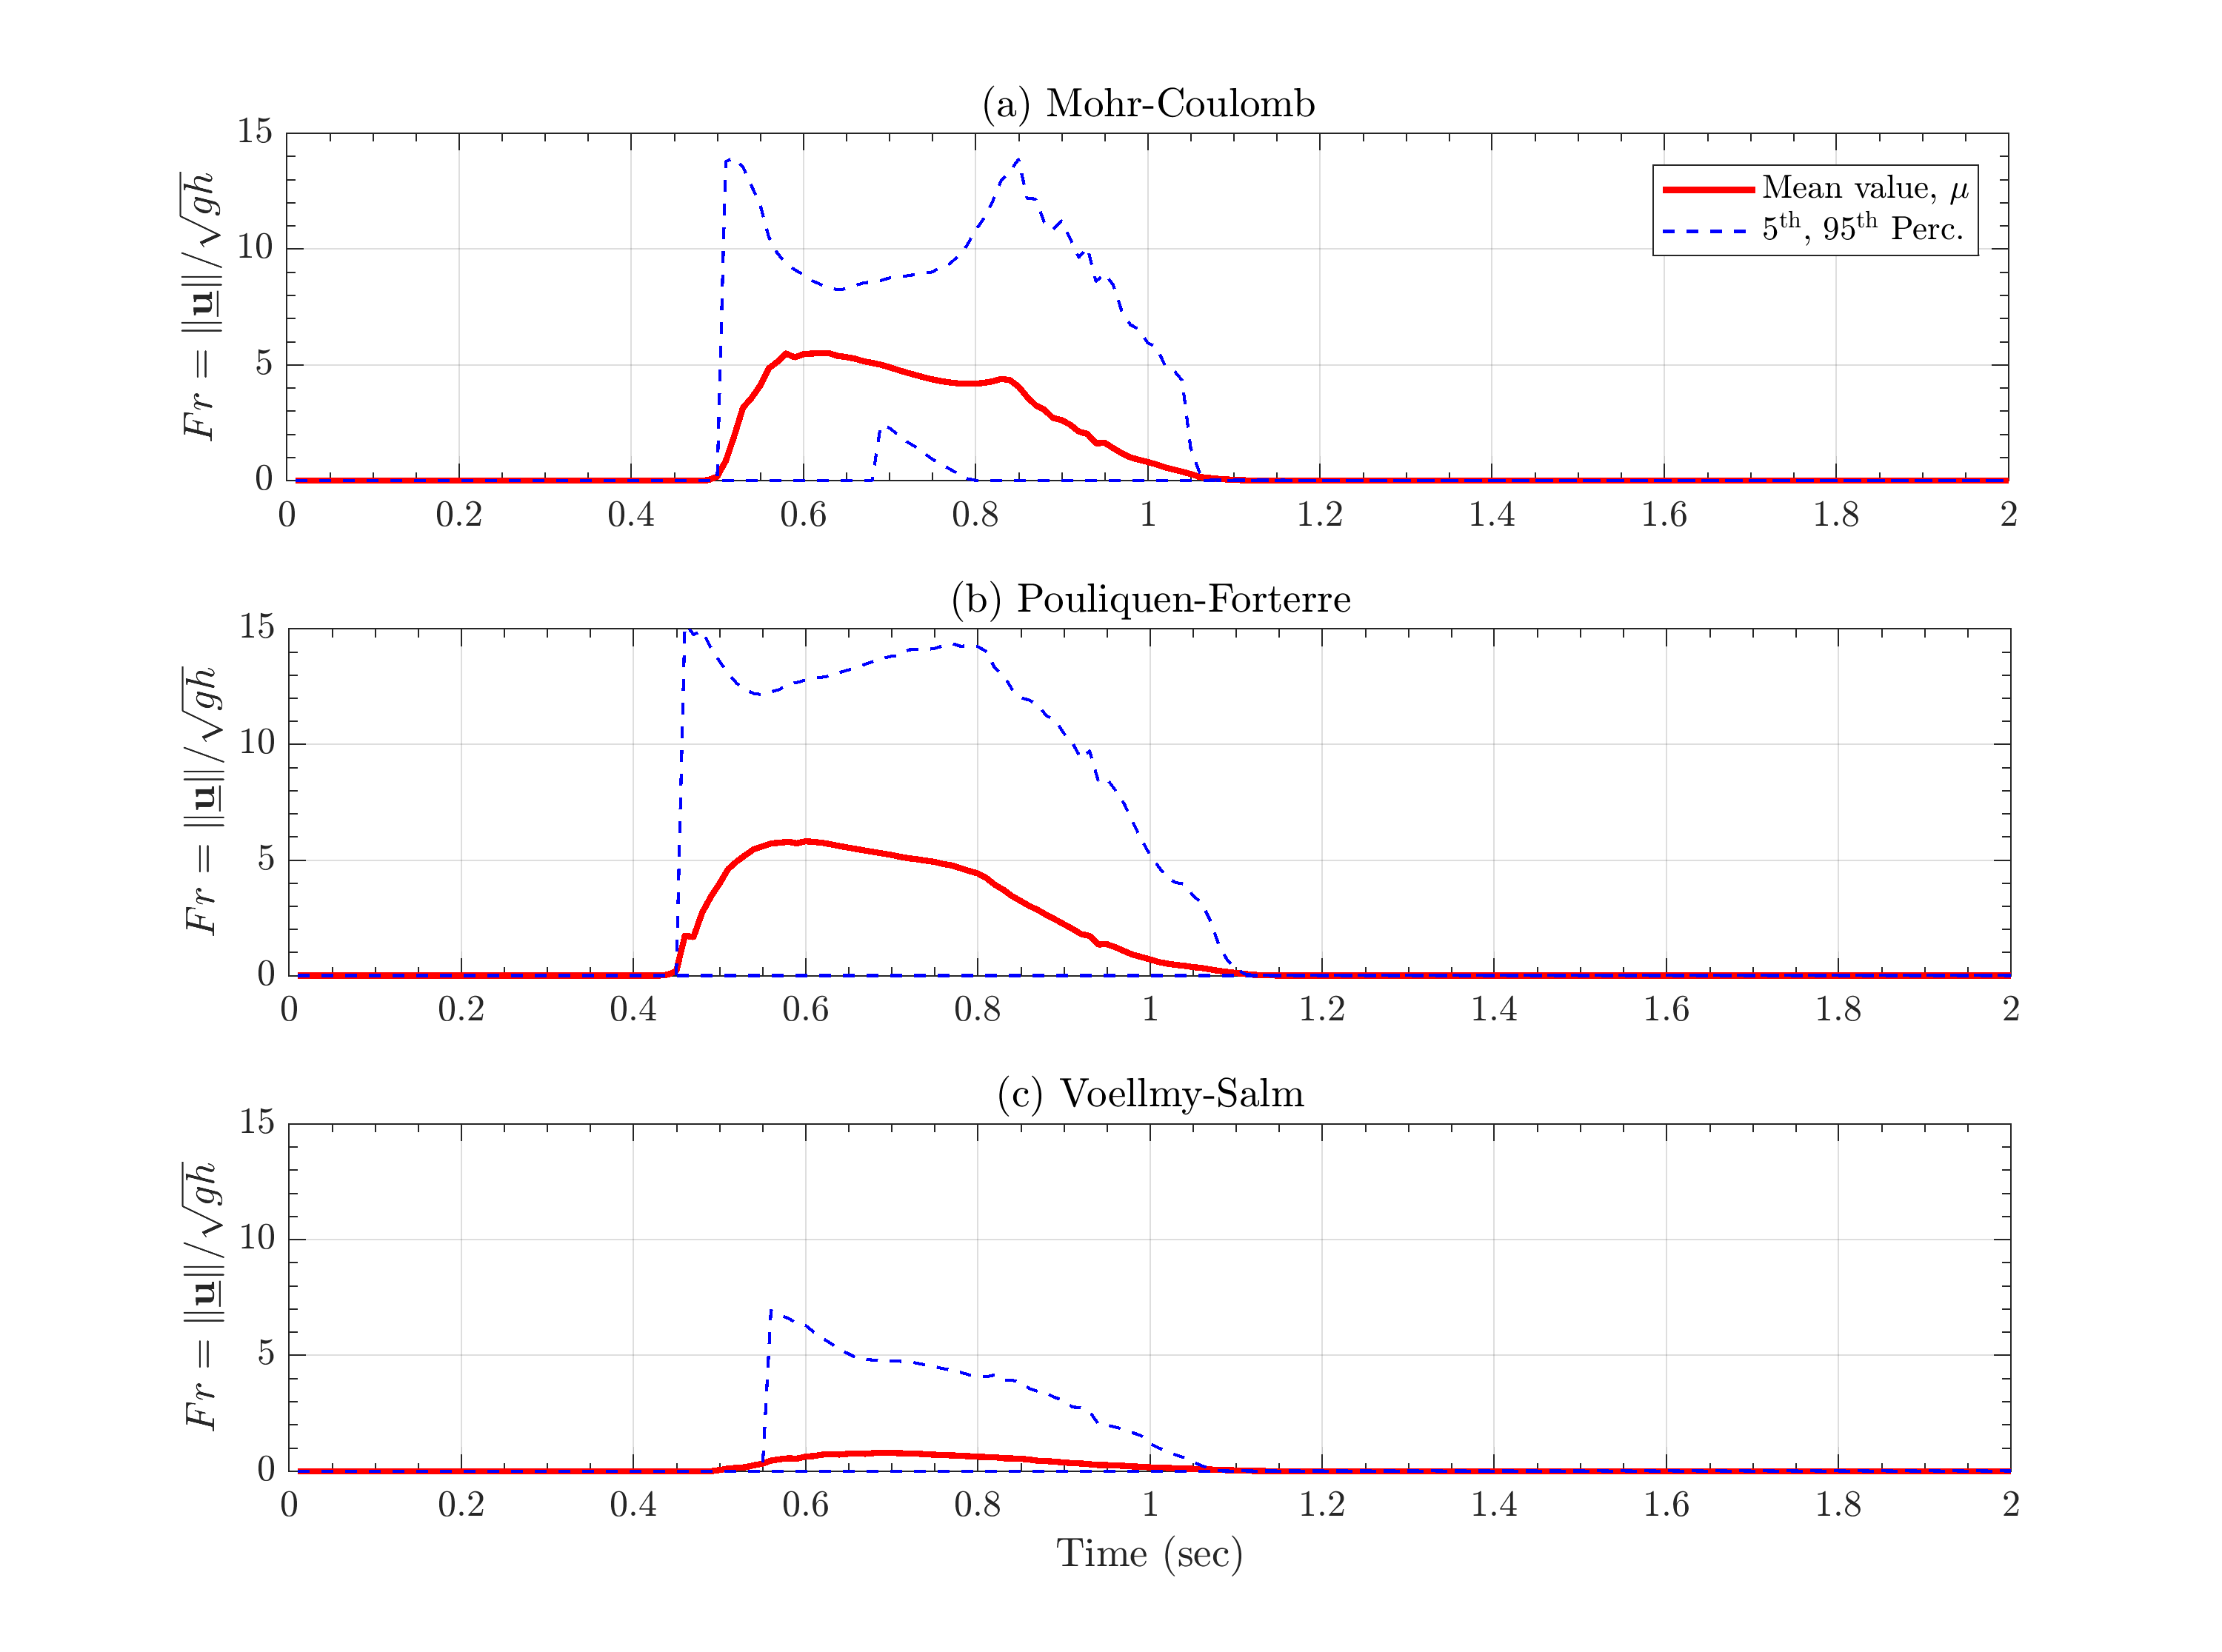 (a) Mohr-Coulomb
Fr = ||u||/√gh
15
10
5
0
Mean value, μ
5th, 95th Perc.
0 0.2 0.4 0.6 0.8 1 1.2 1.4 1.6 1.8 2
(b) Pouliquen-Forterre
Fr = ||u||/√gh
15
10
5
0
0 0.2 0.4 0.6 0.8 1 1.2 1.4 1.6 1.8 2
(c) Voellmy-Salm
Fr = ||u||/√gh
15
10
5
0
0 0.2 0.4 0.6 0.8 1 1.2 1.4 1.6 1.8 2
Time (sec)